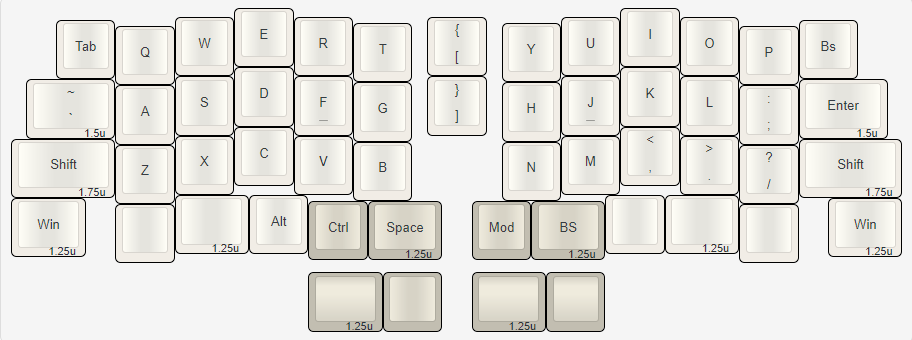 Tab Q W E R T { [ Y U I O P Bs
~ ` 1.5u A S D F _ G } ] H J _ K L : ; Enter 1.5u
Shift 1.75u Z X C V B N M < , > . ? / Shift 1.75u
Win 1.25u 1.25u Alt Ctrl Space 1.25u Mod BS 1.25u 1.25u Win 1.25u
1.25u 1.25u